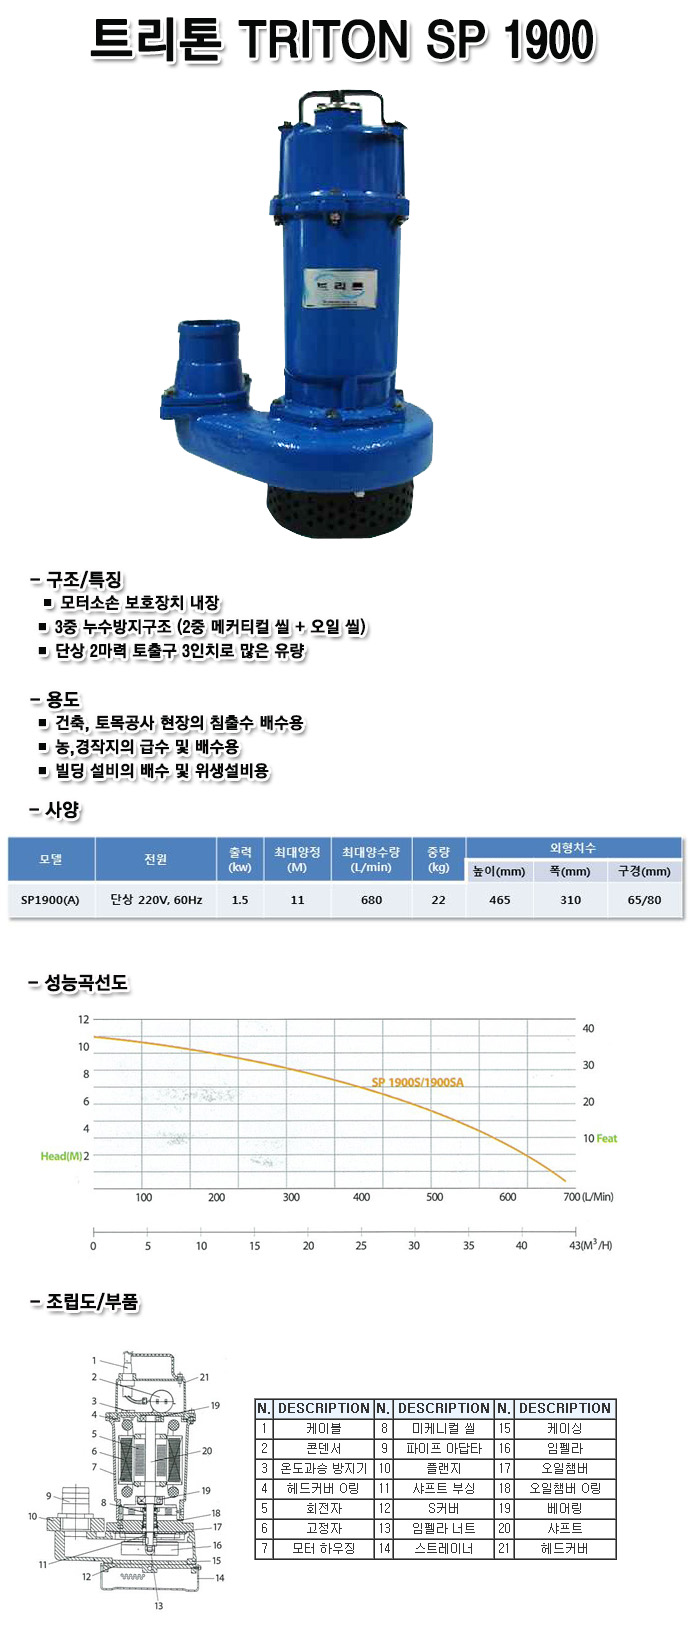 트리톤 TRITON SP 1900
트리톤
- 구조/특징
■ 모터소손 보호장치 내장
■ 3중 누수방지구조 (2중 메커티컬 씰 + 오일 씰)
■ 단상 2마력 토출구 3인치로 많은 유량
- 용도
■ 건축, 토목공사 현장의 침출수 배수용
■ 농,경작지의 급수 및 배수용
■ 빌딩 설비의 배수 및 위생설비용
- 사양
모델 전원 출력 (kw) 최대양정 (M) 최대양수량 (L/min) 중량 (kg) 외형치수
높이(mm) 폭(mm) 구경(mm)
SP1900(A) 단상 220V, 60Hz 1.5 11 680 22 465 310 65/80
- 성능곡선도
12
40
10
30
8
SP 1900S/1900SA
6
20
4
10 Feat
Head(M) 2
100 200 300 400 500 600 700 (L/Min)
0 5 10 15 20 25 30 35 40 43(M³/H)
- 조립도/부품
1
2
21
3
19
4
5
6
20
7
9
8
19
10
18
17
16
11
15
12
14
13
N. DESCRIPTION N. DESCRIPTION N. DESCRIPTION
1 케이블 8 미케니컬 씰 15 케이싱
2 콘덴서 9 파이프 아답타 16 임펠라
3 온도과승 방지기 10 플랜지 17 오일챔버
4 헤드커버 O링 11 샤프트 부싱 18 오일챔버 O링
5 회전자 12 S커버 19 베어링
6 고정자 13 임펠라 너트 20 샤프트
7 모터 하우징 14 스트레이너 21 헤드커버